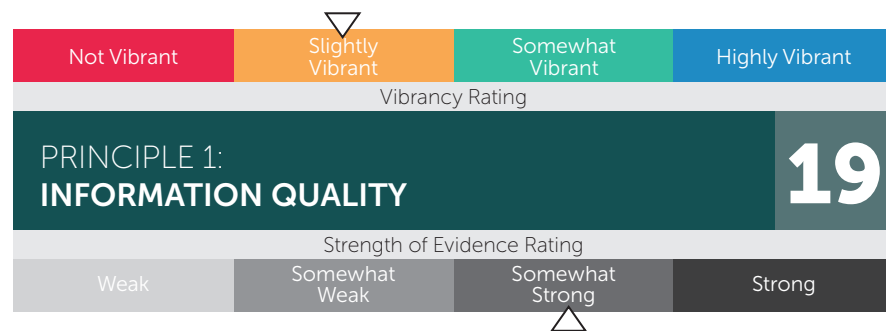 Not Vibrant
Slightly
Vibrant
Somewhat
Vibrant
Highly Vibrant
Vibrancy Rating
PRINCIPLE 1:
INFORMATION QUALITY
19
Strength of Evidence Rating
Weak
Somewhat
Weak
Somewhat
Strong
Strong